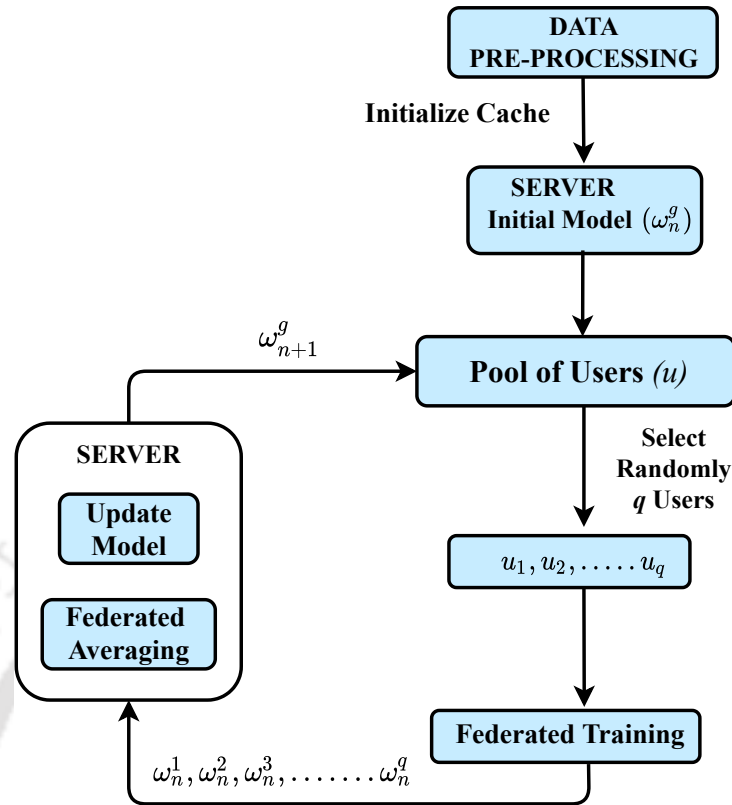 DATA
PRE-PROCESSING
Initialize Cache
SERVER
Initial Model (ω_n^g)
ω_{n+1}^g
Pool of Users (u)
Select
Randomly
q Users
SERVER
Update
Model
u_1, u_2, ..... u_q
Federated
Averaging
Federated Training
ω_n^1, ω_n^2, ω_n^3, ....... ω_n^q